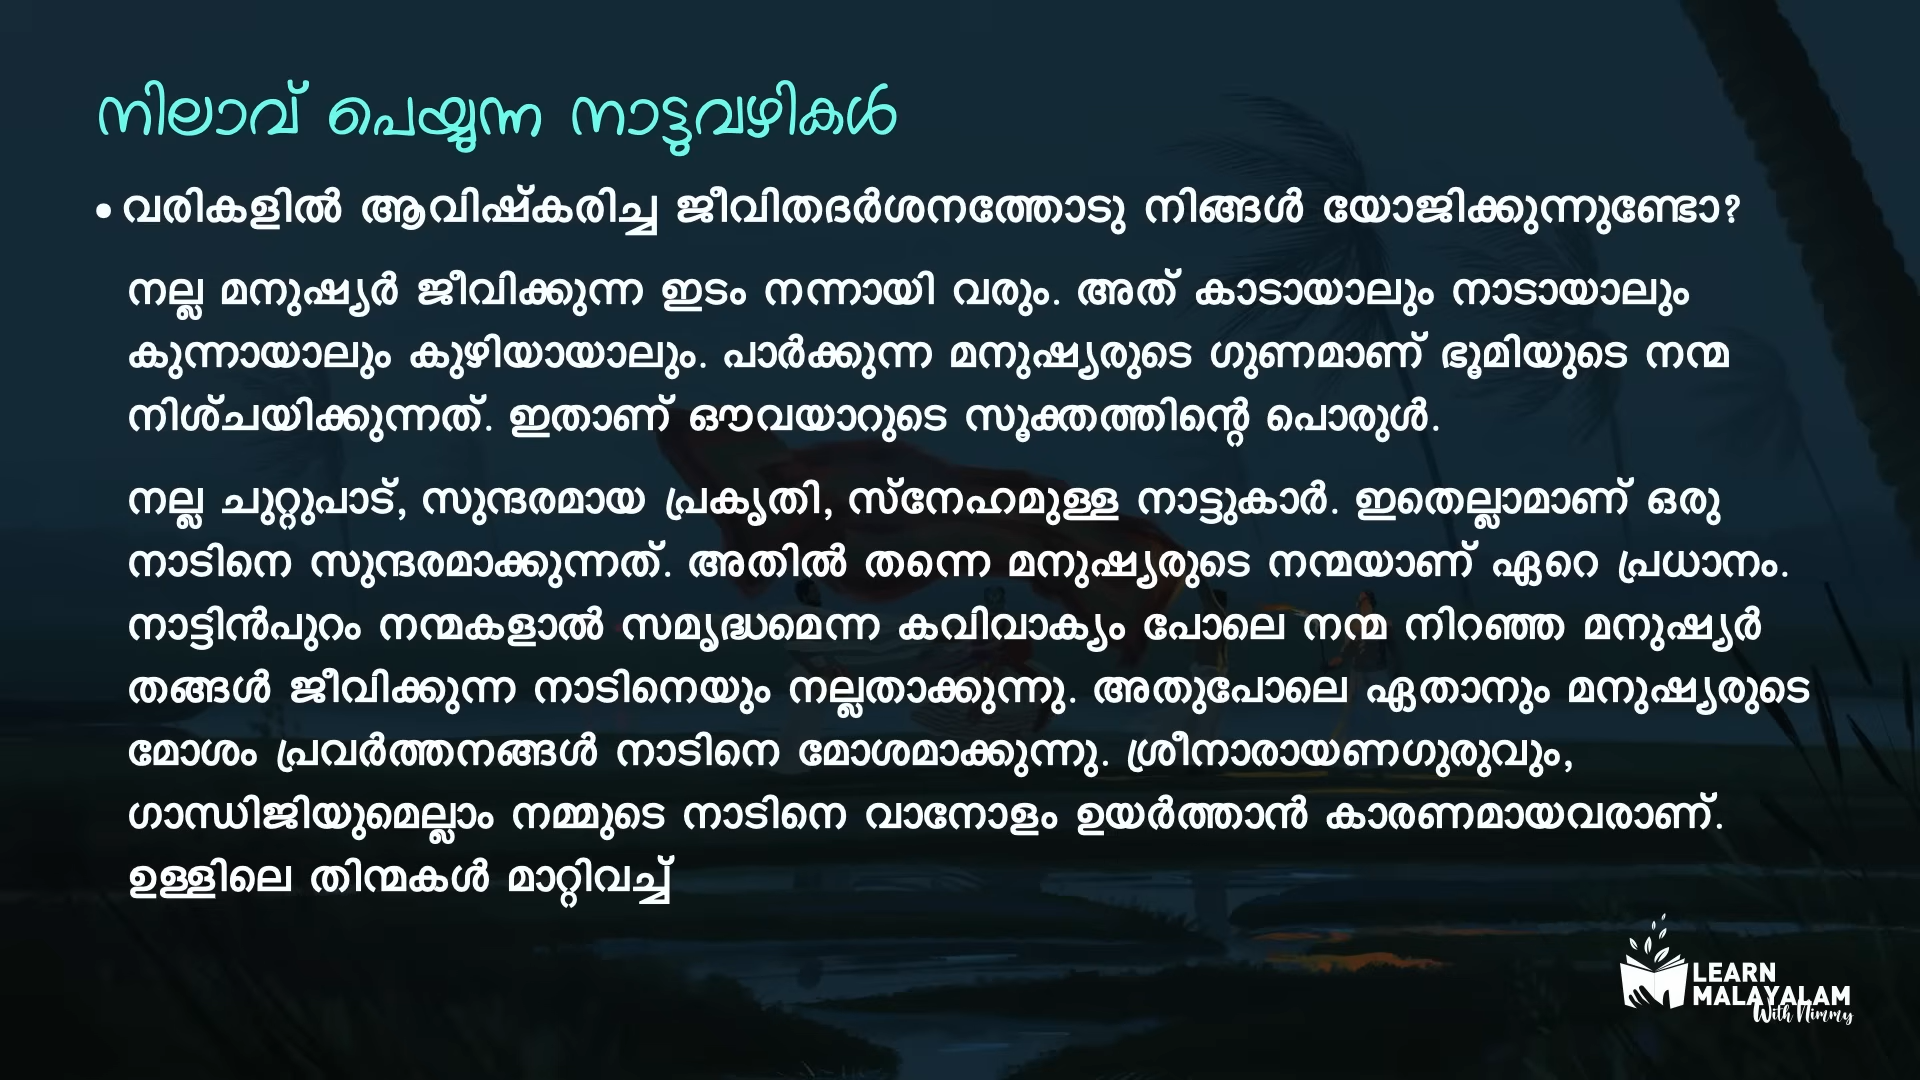 നിലാവ് പെയ്യുന്ന നാട്ടുവഴികൾ
• വരികളിൽ ആവിഷ്കരിച്ച ജീവിതദർശനത്തോടു നിങ്ങൾ യോജിക്കുന്നുണ്ടോ?
നല്ല മനുഷ്യർ ജീവിക്കുന്ന ഇടം നന്നായി വരും. അത് കാടായാലും നാടായാലും
കുന്നായാലും കുഴിയായാലും. പാർക്കുന്ന മനുഷ്യരുടെ ഗുണമാണ് ഭൂമിയുടെ നന്മ
നിശ്ചയിക്കുന്നത്. ഇതാണ് ഔവയാറുടെ സൂക്തത്തിന്റെ പൊരുൾ.
നല്ല ചുറ്റുപാട്, സുന്ദരമായ പ്രകൃതി, സ്നേഹമുള്ള നാട്ടുകാർ. ഇതെല്ലാമാണ് ഒരു
നാടിനെ സുന്ദരമാക്കുന്നത്. അതിൽ തന്നെ മനുഷ്യരുടെ നന്മയാണ് ഏറെ പ്രധാനം.
നാട്ടിൻപുറം നന്മകളാൽ സമൃദ്ധമെന്ന കവിവാക്യം പോലെ നന്മ നിറഞ്ഞ മനുഷ്യർ
തങ്ങൾ ജീവിക്കുന്ന നാടിനെയും നല്ലതാക്കുന്നു. അതുപോലെ ഏതാനും മനുഷ്യരുടെ
മോശം പ്രവർത്തനങ്ങൾ നാടിനെ മോശമാക്കുന്നു. ശ്രീനാരായണഗുരുവും,
ഗാന്ധിജിയുമെല്ലാം നമ്മുടെ നാടിനെ വാനോളം ഉയർത്താൻ കാരണമായവരാണ്.
ഉള്ളിലെ തിന്മകൾ മാറ്റിവച്ച്
LEARN
MALAYALAM
With Nimmy